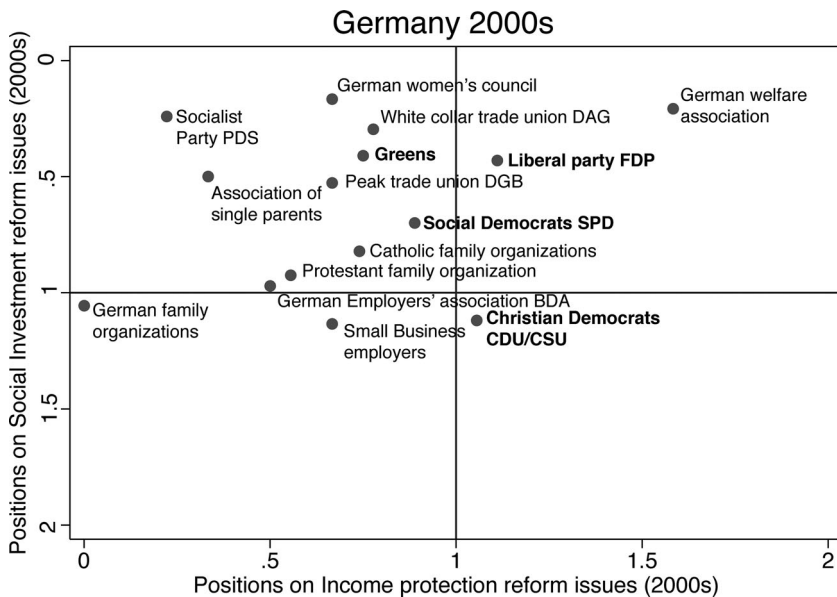 Germany 2000s
Positions on Social Investment reform issues (2000s)
0
.5
1
1.5
2
German women's council
White collar trade union DAG
German welfare
association
Socialist
Party PDS
Greens
Liberal party FDP
Peak trade union DGB
Association of
single parents
Social Democrats SPD
Catholic family organizations
Protestant family organization
German Employers' association BDA
German family
organizations
Small Business
employers
Christian Democrats
CDU/CSU
0
.5
1
1.5
2
Positions on Income protection reform issues (2000s)